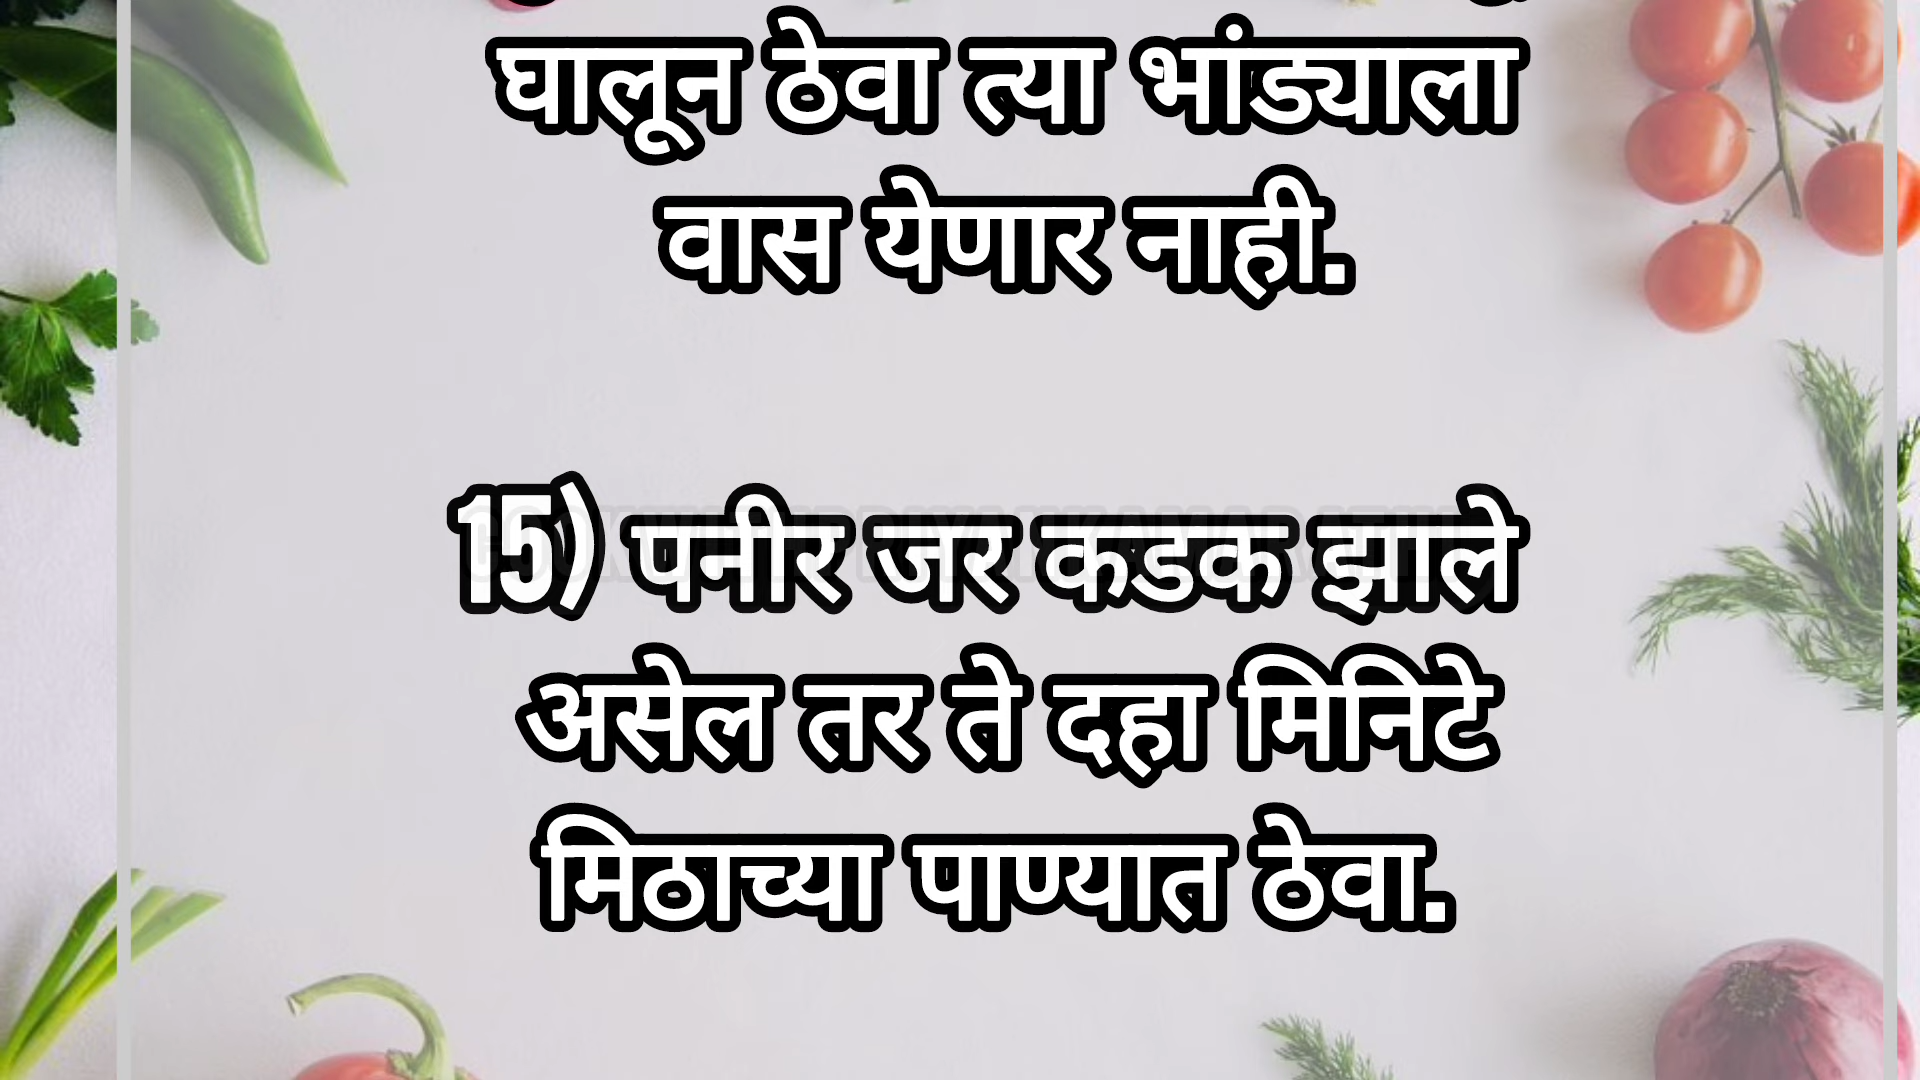 घालून ठेवा त्या भांड्याला
वास येणार नाही.
15) पनीर जर कडक झाले
असेल तर ते दहा मिनिटे
मिठाच्या पाण्यात ठेवा.